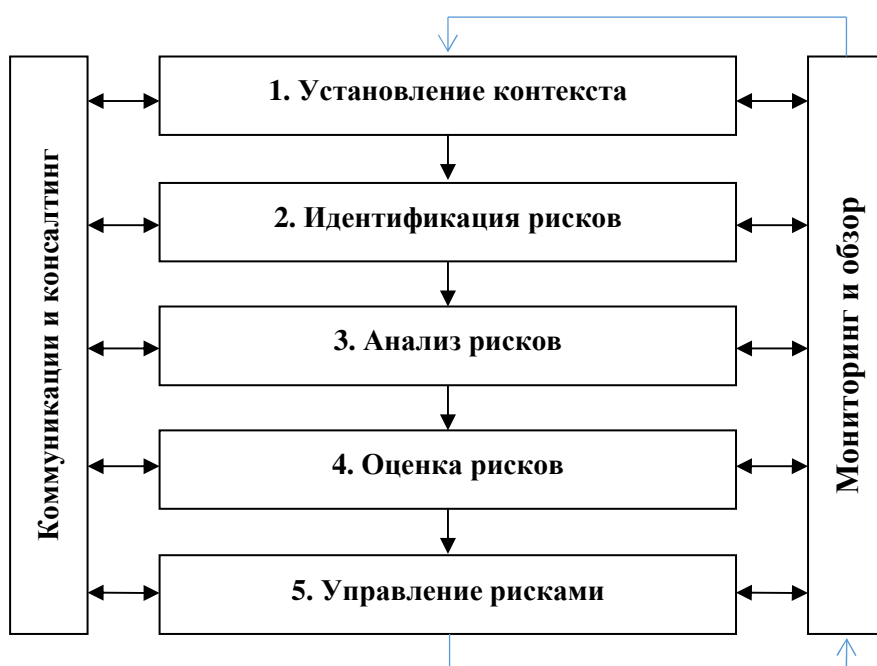 Коммуникации и консалтинг
1. Установление контекста
2. Идентификация рисков
3. Анализ рисков
4. Оценка рисков
5. Управление рисками
Мониторинг и обзор